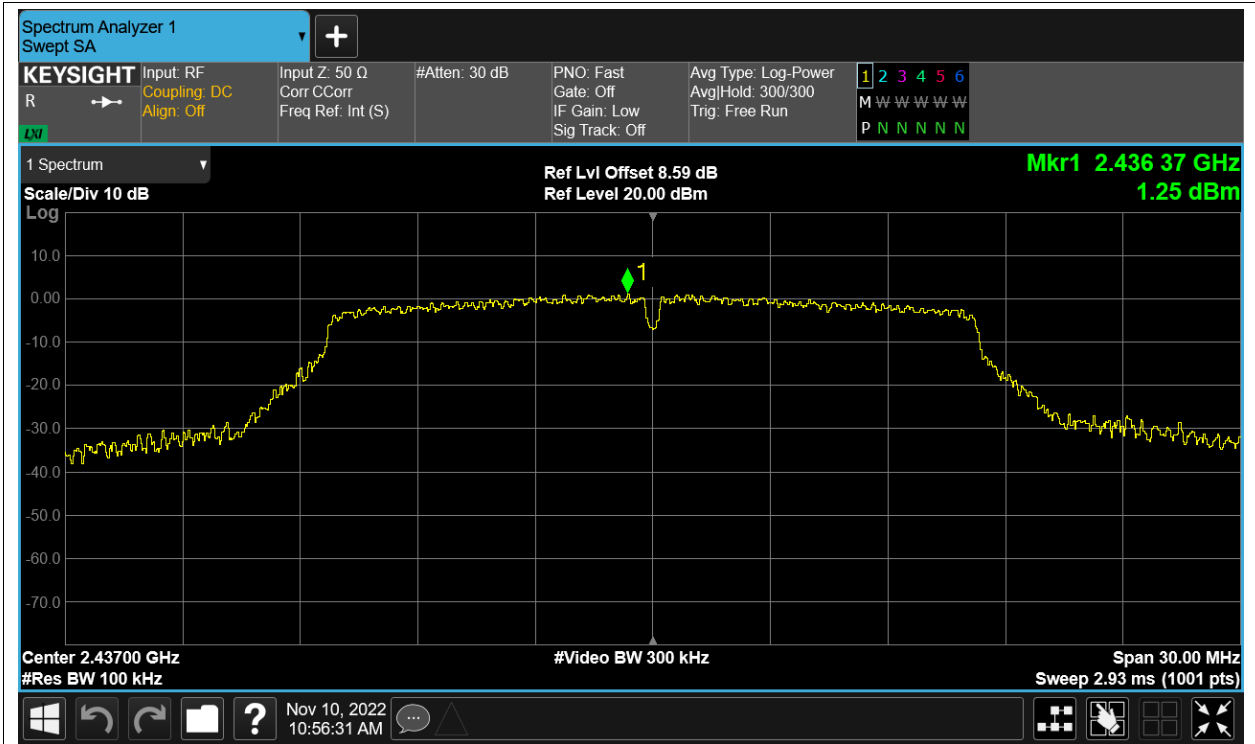 Spectrum Analyzer 1
Swept SA
+
KEYSIGHT
R
LXI
Input: RF
Coupling: DC
Align: Off
Input Z: 50 Ω
Corr CCorr
Freq Ref: Int (S)
#Atten: 30 dB
PNO: Fast
Gate: Off
IF Gain: Low
Sig Track: Off
Avg Type: Log-Power
Avg|Hold: 300/300
Trig: Free Run
1 2 3 4 5 6
M W W W W W
P N N N N N
1 Spectrum
Scale/Div 10 dB
Log
Ref Lvl Offset 8.59 dB
Ref Level 20.00 dBm
Mkr1 2.436 37 GHz
1.25 dBm
10.0
0.00
-10.0
-20.0
-30.0
-40.0
-50.0
-60.0
-70.0
1
Center 2.43700 GHz
#Res BW 100 kHz
#Video BW 300 kHz
Span 30.00 MHz
Sweep 2.93 ms (1001 pts)
?
Nov 10, 2022
10:56:31 AM